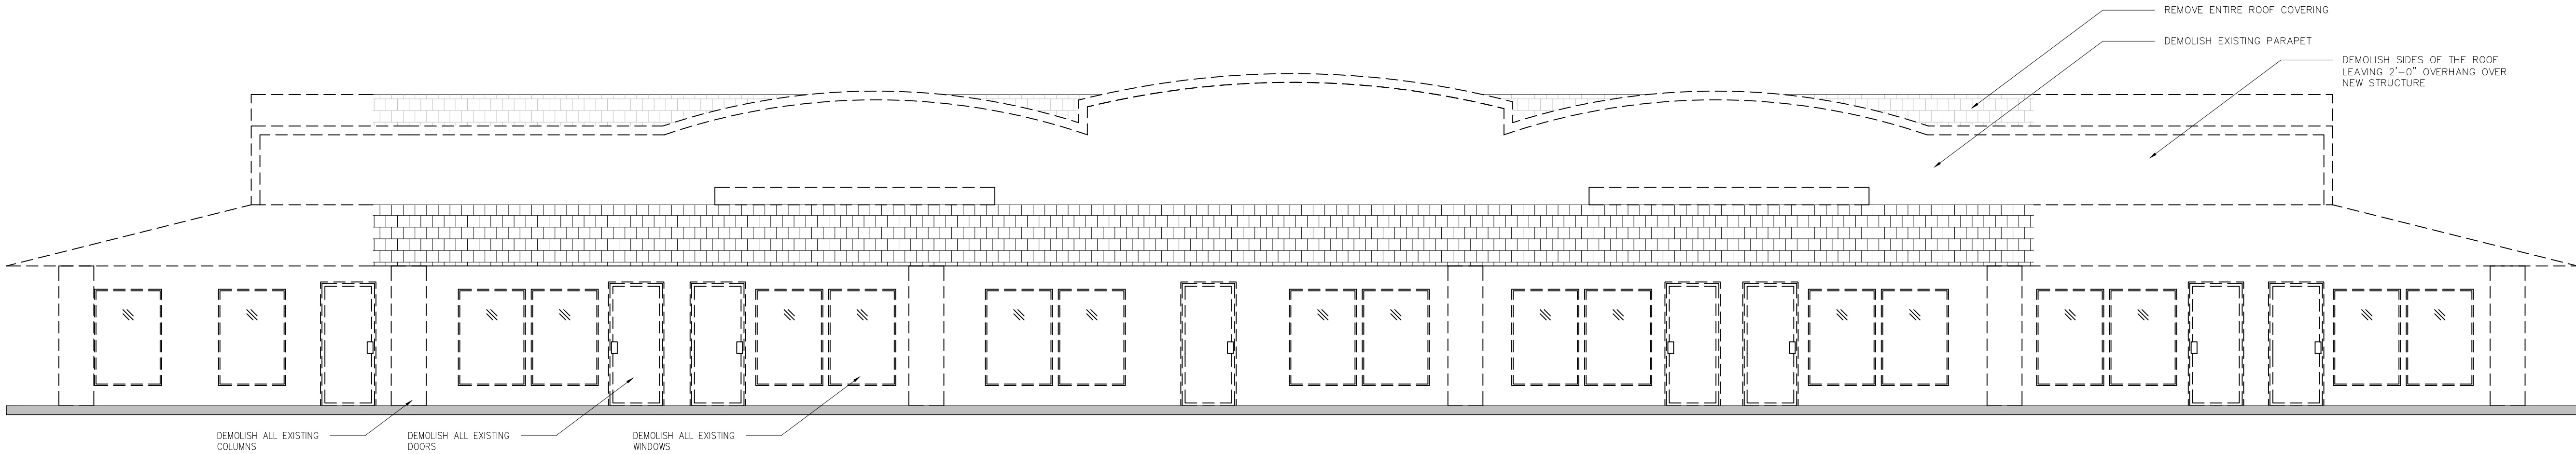 REMOVE ENTIRE ROOF COVERING
DEMOLISH EXISTING PARAPET
DEMOLISH SIDES OF THE ROOF
LEAVING 2'-0" OVERHANG OVER
NEW STRUCTURE
DEMOLISH ALL EXISTING
COLUMNS
DEMOLISH ALL EXISTING
DOORS
DEMOLISH ALL EXISTING
WINDOWS